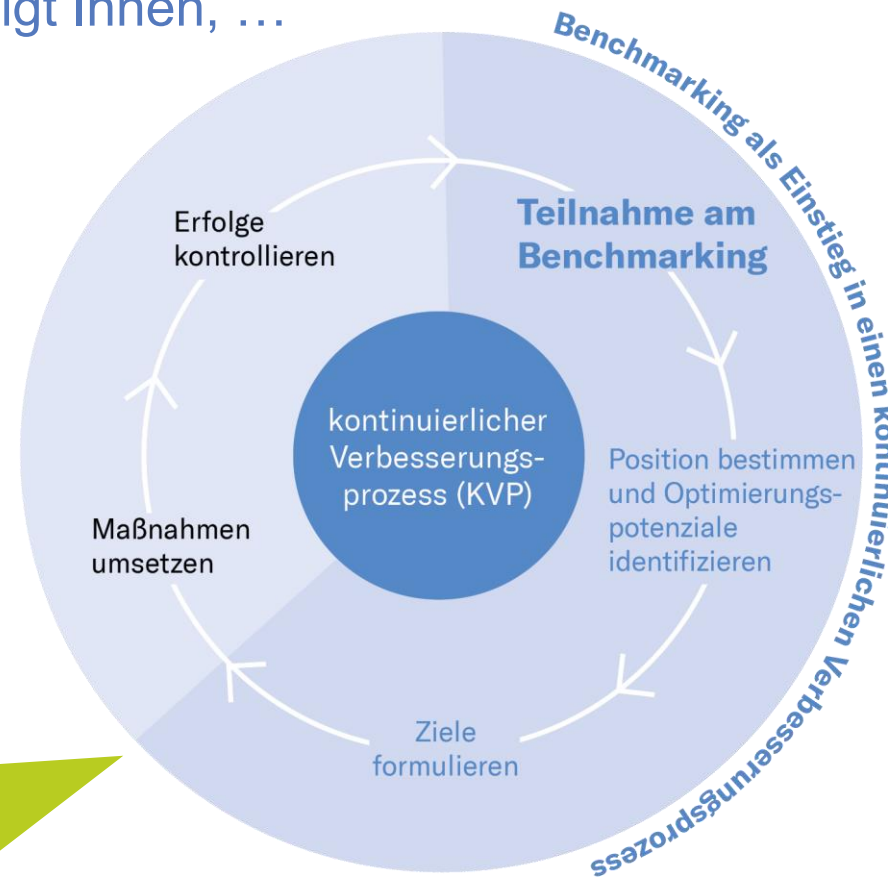 Ihnen, …
Benchmarking als Einstieg in einen kontinuierlichen Verbesserungsprozess
Teilnahme am
Benchmarking
Position bestimmen
und Optimierungs-
potenziale
identifizieren
Ziele
formulieren
Maßnahmen
umsetzen
Erfolge
kontrollieren
kontinuierlicher
Verbesserungs-
prozess (KVP)